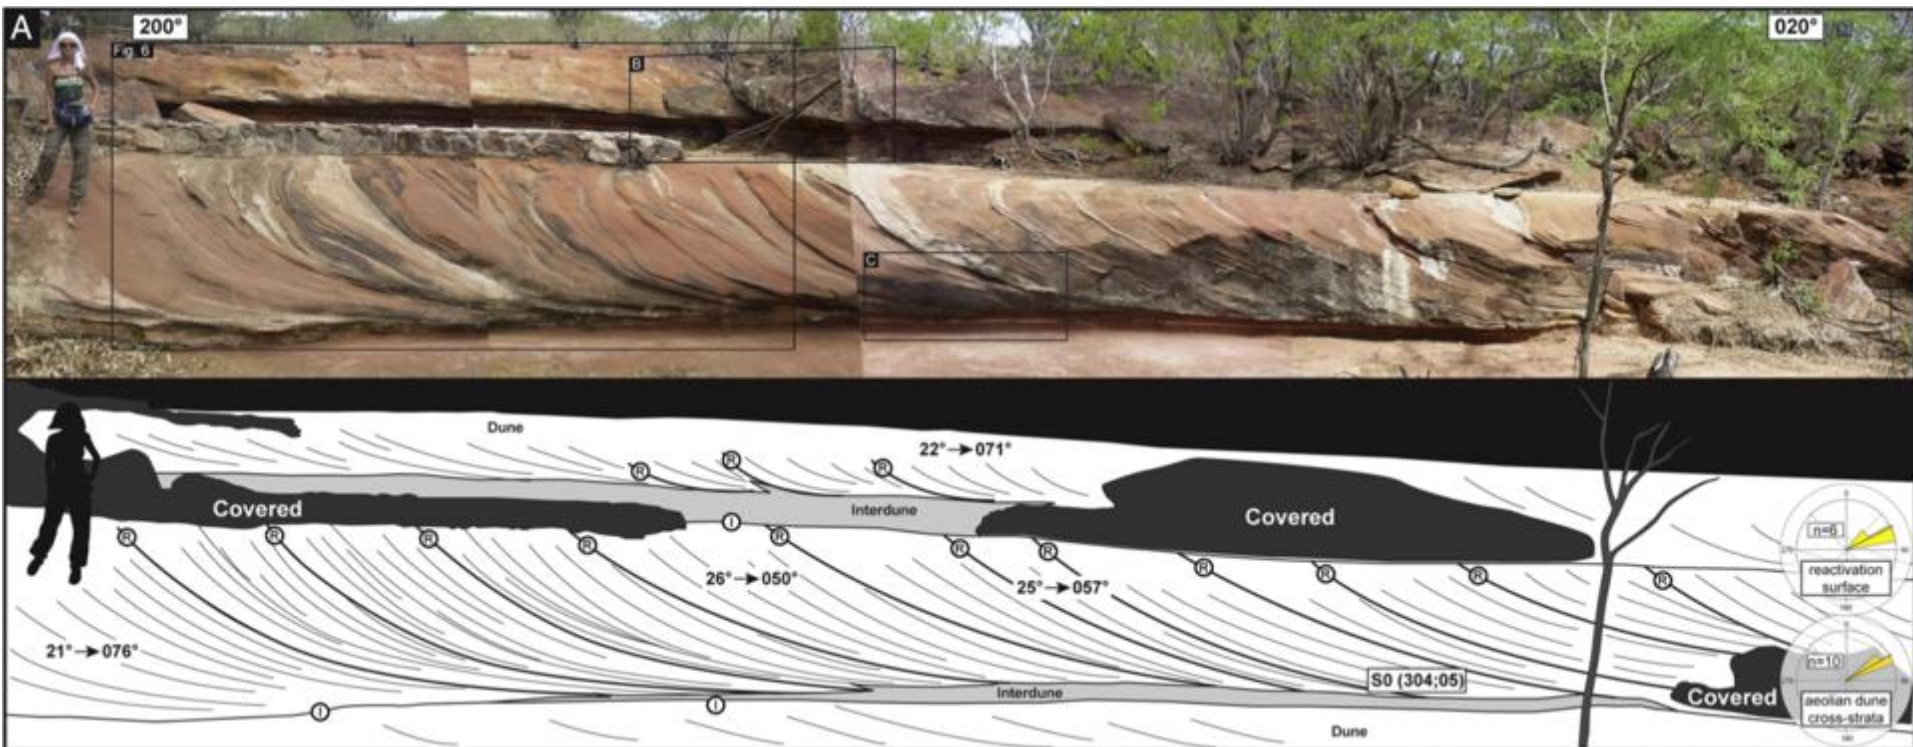 A
200°
020°
Fig. 6
B
C
Dune
22°→071°
Covered
Interdune
Covered
R
R
R
R
R
R
R
I
R
R
R
R
R
R
R
26°→050°
25°→057°
21°→076°
n=6
reactivation
surface
S0 (304;05)
Interdune
I
I
Covered
n=10
aeolian dune
cross-strata
Dune